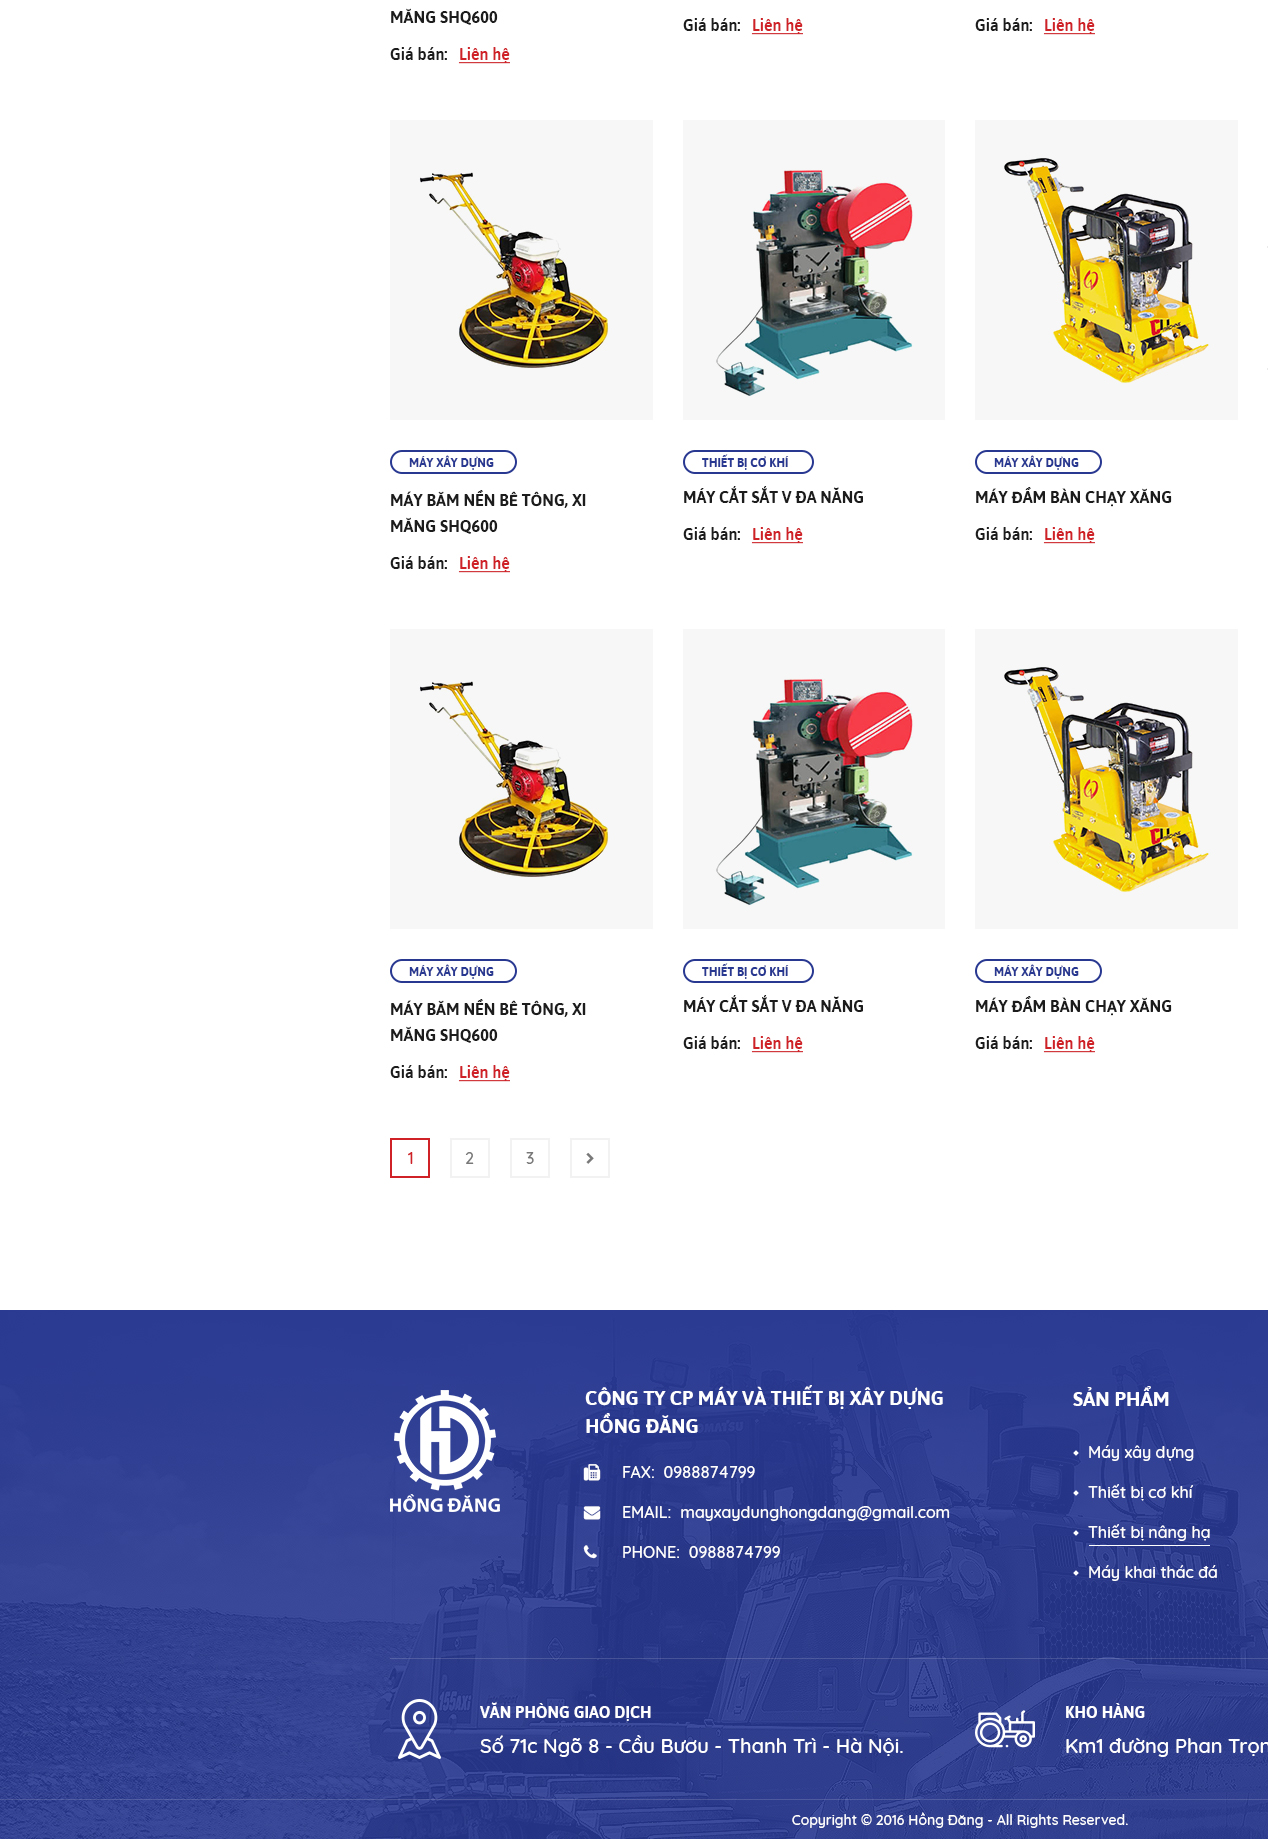 MĂNG SHQ600
Giá bán: Liên hệ
Giá bán: Liên hệ
Giá bán: Liên hệ
MÁY XÂY DỰNG
MÁY BĂM NỀN BÊ TÔNG, XI
MĂNG SHQ600
Giá bán: Liên hệ
THIẾT BỊ CƠ KHÍ
MÁY CẮT SẮT V ĐA NĂNG
Giá bán: Liên hệ
MÁY XÂY DỰNG
MÁY ĐẦM BÀN CHẠY XĂNG
Giá bán: Liên hệ
MÁY XÂY DỰNG
MÁY BĂM NỀN BÊ TÔNG, XI
MĂNG SHQ600
Giá bán: Liên hệ
THIẾT BỊ CƠ KHÍ
MÁY CẮT SẮT V ĐA NĂNG
Giá bán: Liên hệ
MÁY XÂY DỰNG
MÁY ĐẦM BÀN CHẠY XĂNG
Giá bán: Liên hệ
1 2 3
HỒNG ĐĂNG
CÔNG TY CP MÁY VÀ THIẾT BỊ XÂY DỰNG
HỒNG ĐĂNG
FAX: 0988874799
EMAIL: mayxaydunghongdang@gmail.com
PHONE: 0988874799
SẢN PHẨM
Máy xây dựng
Thiết bị cơ khí
Thiết bị nâng hạ
Máy khai thác đá
VĂN PHÒNG GIAO DỊCH
Số 71c Ngõ 8 - Cầu Bươu - Thanh Trì - Hà Nội.
KHO HÀNG
Km1 đường Phan Trọn
Copyright © 2016 Hồng Đăng - All Rights Reserved.